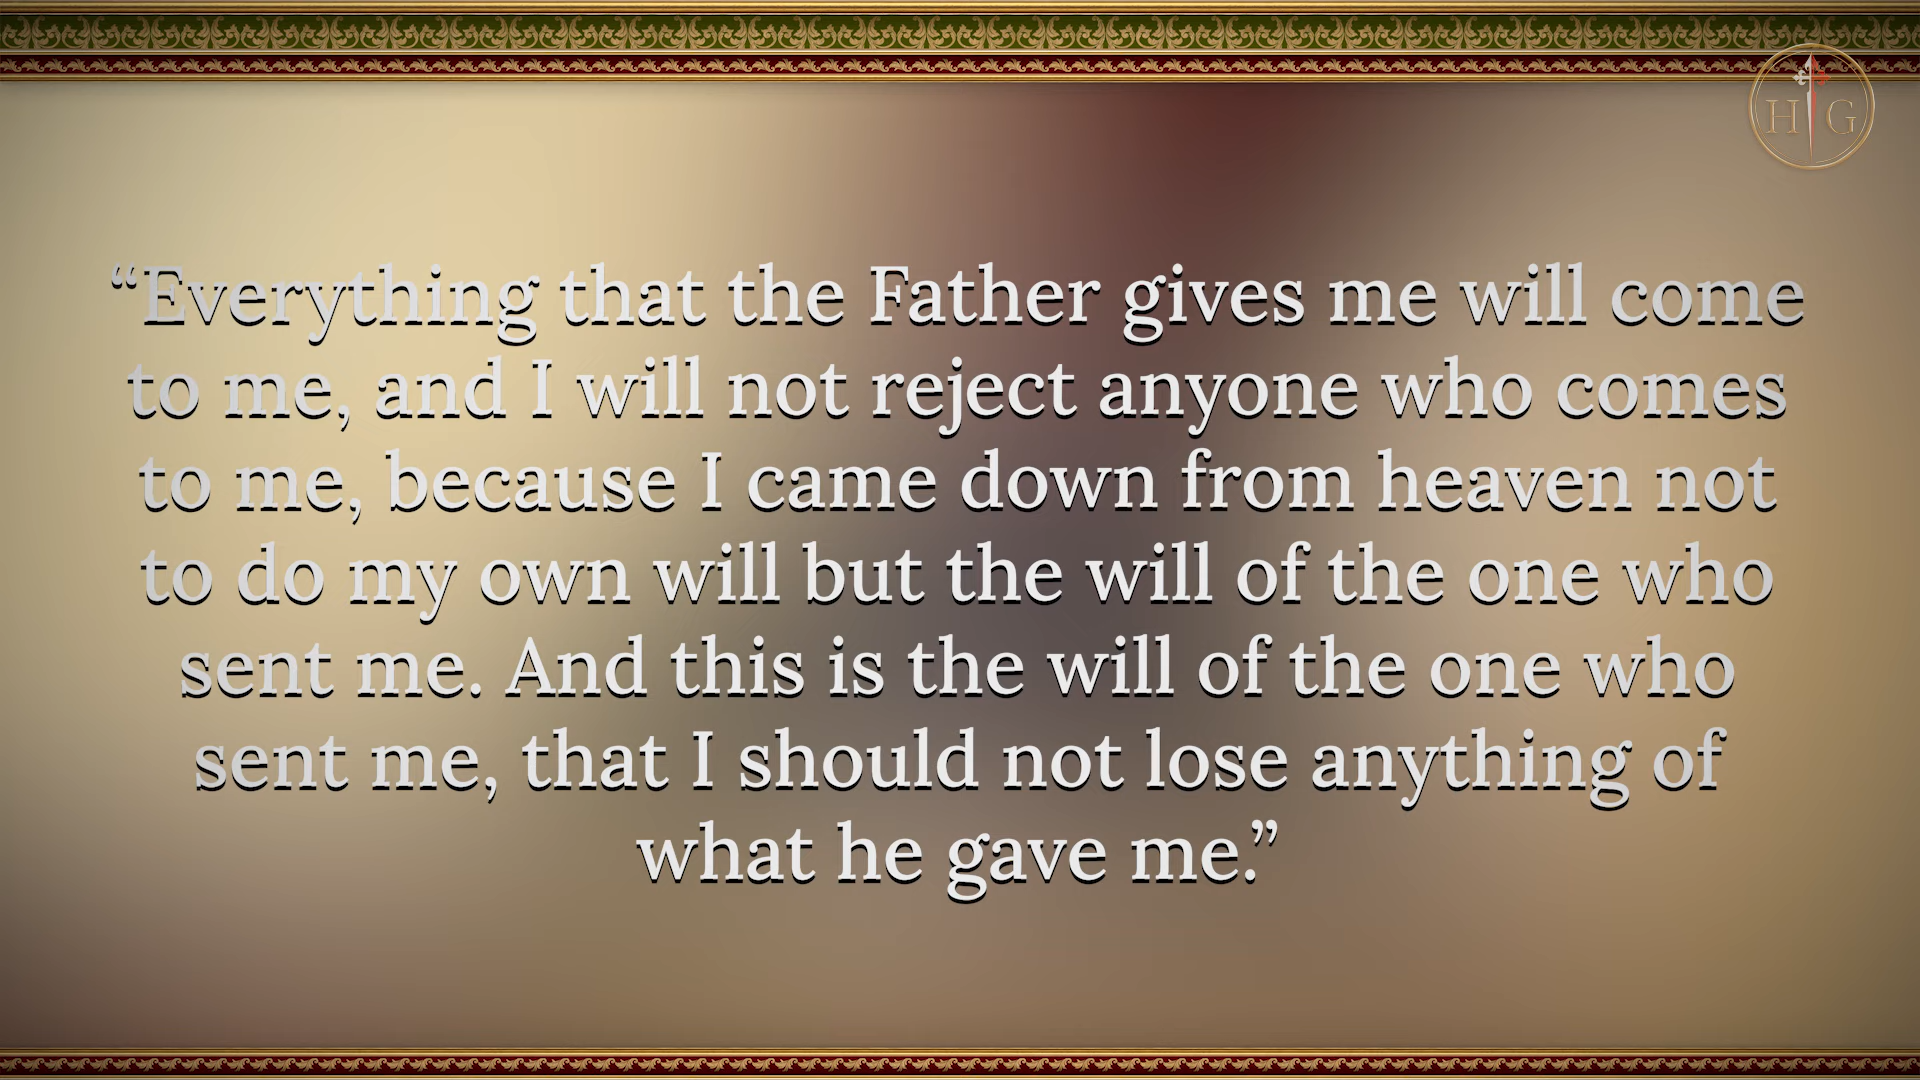 H G
“Everything that the Father gives me will come
to me, and I will not reject anyone who comes
to me, because I came down from heaven not
to do my own will but the will of the one who
sent me. And this is the will of the one who
sent me, that I should not lose anything of
what he gave me.”